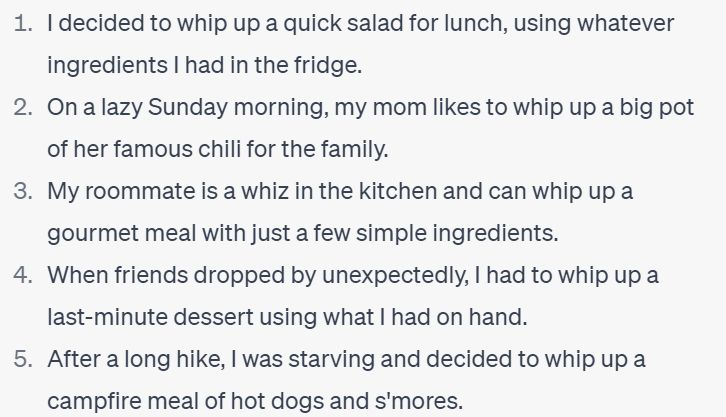 1. I decided to whip up a quick salad for lunch, using whatever
ingredients I had in the fridge.
2. On a lazy Sunday morning, my mom likes to whip up a big pot
of her famous chili for the family.
3. My roommate is a whiz in the kitchen and can whip up a
gourmet meal with just a few simple ingredients.
4. When friends dropped by unexpectedly, I had to whip up a
last-minute dessert using what I had on hand.
5. After a long hike, I was starving and decided to whip up a
campfire meal of hot dogs and s'mores.